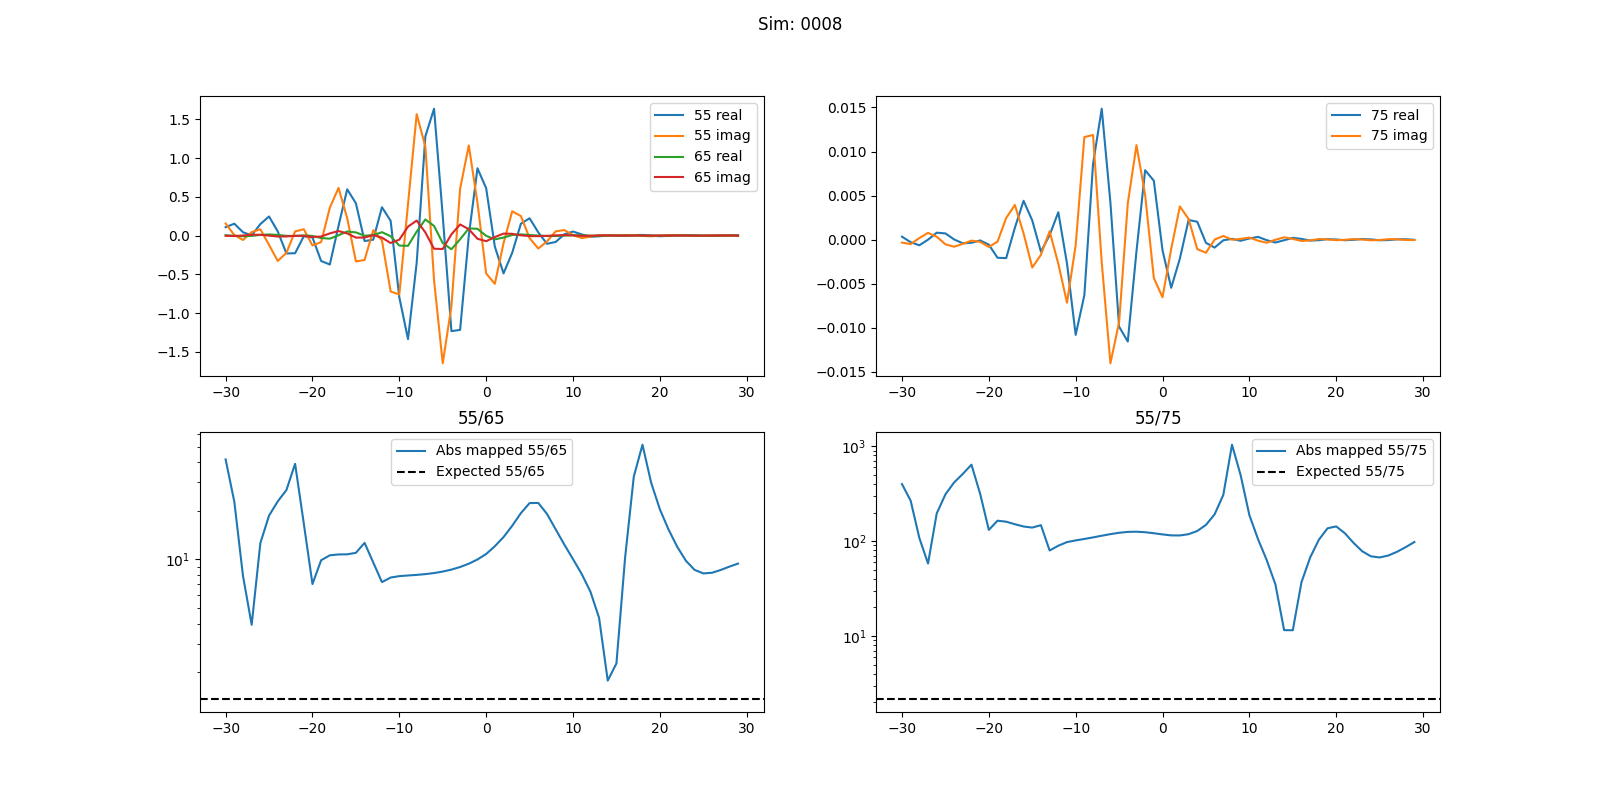 Sim: 0008
1.5
1.0
0.5
0.0
−0.5
−1.0
−1.5
−30 −20 −10 0 10 20 30
55 real
55 imag
65 real
65 imag
0.015
0.010
0.005
0.000
−0.005
−0.010
−0.015
−30 −20 −10 0 10 20 30
75 real
75 imag
55/65
Abs mapped 55/65
Expected 55/65
10¹
−30 −20 −10 0 10 20 30
55/75
Abs mapped 55/75
Expected 55/75
10³
10²
10¹
−30 −20 −10 0 10 20 30